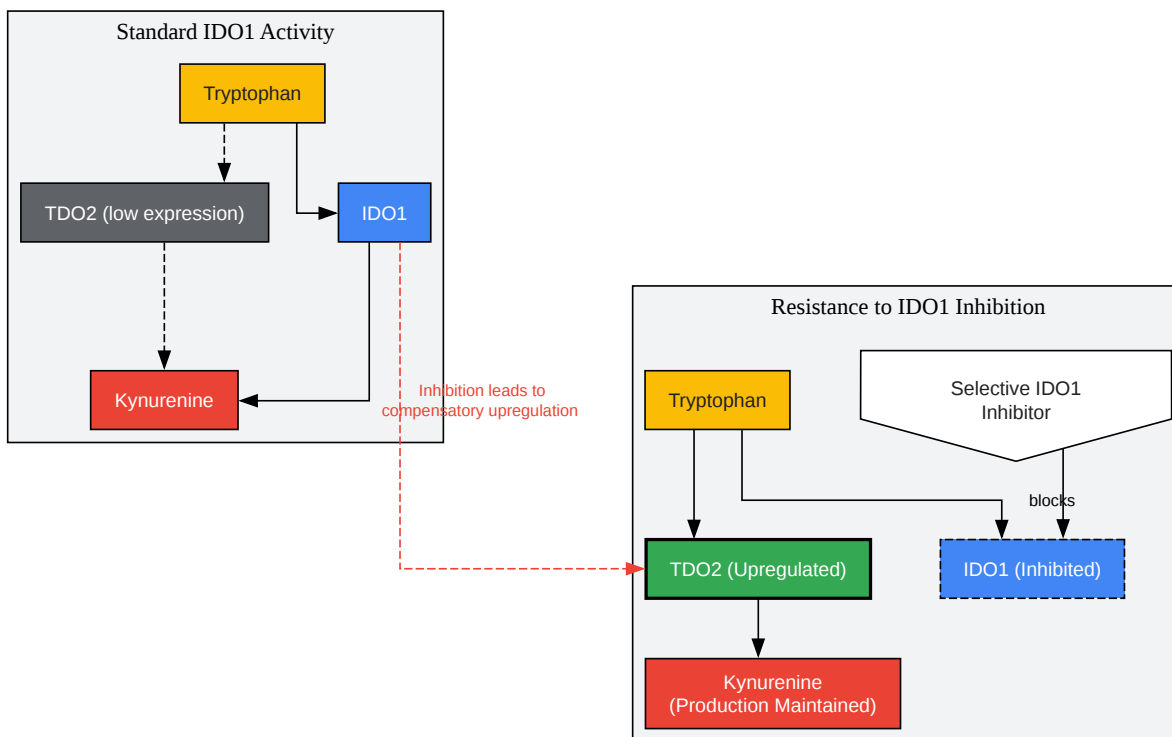 Standard IDO1 Activity
Tryptophan
TDO2 (low expression)
IDO1
Kynurenine
Inhibition leads to
compensatory upregulation
Resistance to IDO1 Inhibition
Selective IDO1
Inhibitor
Tryptophan
blocks
TDO2 (Upregulated)
IDO1 (Inhibited)
Kynurenine
(Production Maintained)